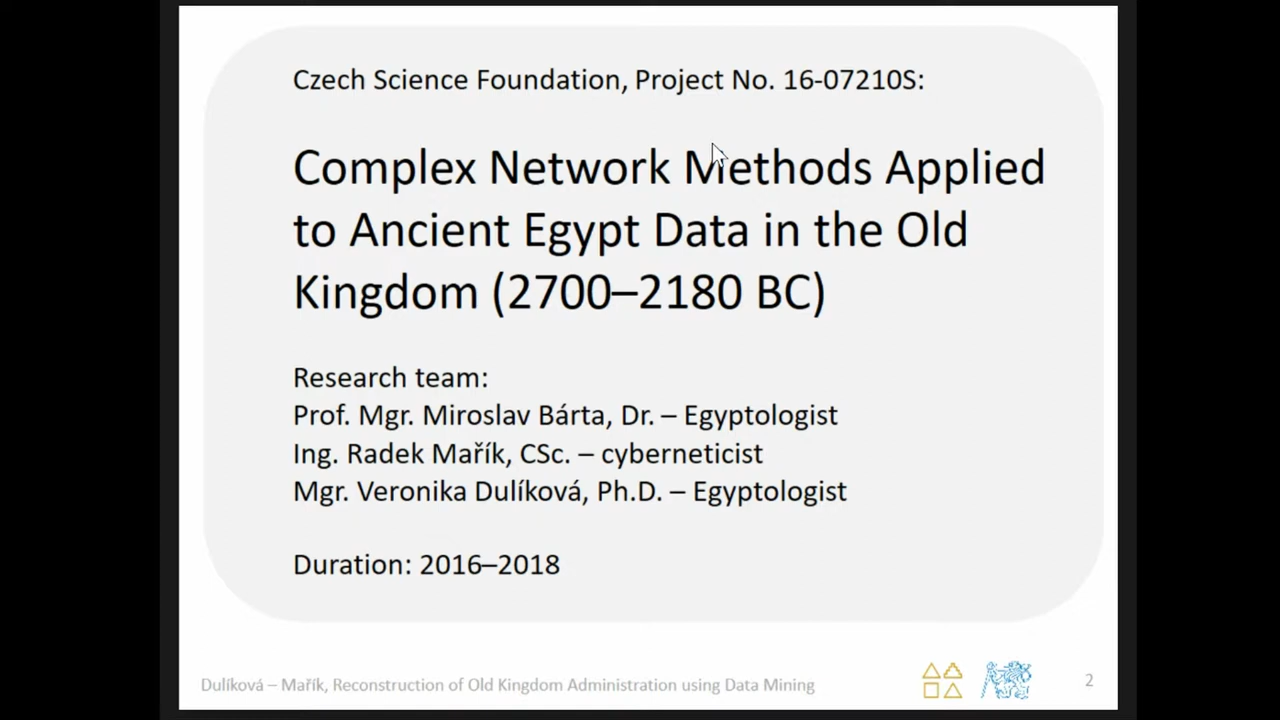 Czech Science Foundation, Project No. 16-07210S:
Complex Network Methods Applied
to Ancient Egypt Data in the Old
Kingdom (2700–2180 BC)
Research team:
Prof. Mgr. Miroslav Bárta, Dr. – Egyptologist
Ing. Radek Mařík, CSc. – cyberneticist
Mgr. Veronika Dulíková, Ph.D. – Egyptologist
Duration: 2016–2018
Dulíková – Mařík, Reconstruction of Old Kingdom Administration using Data Mining
2